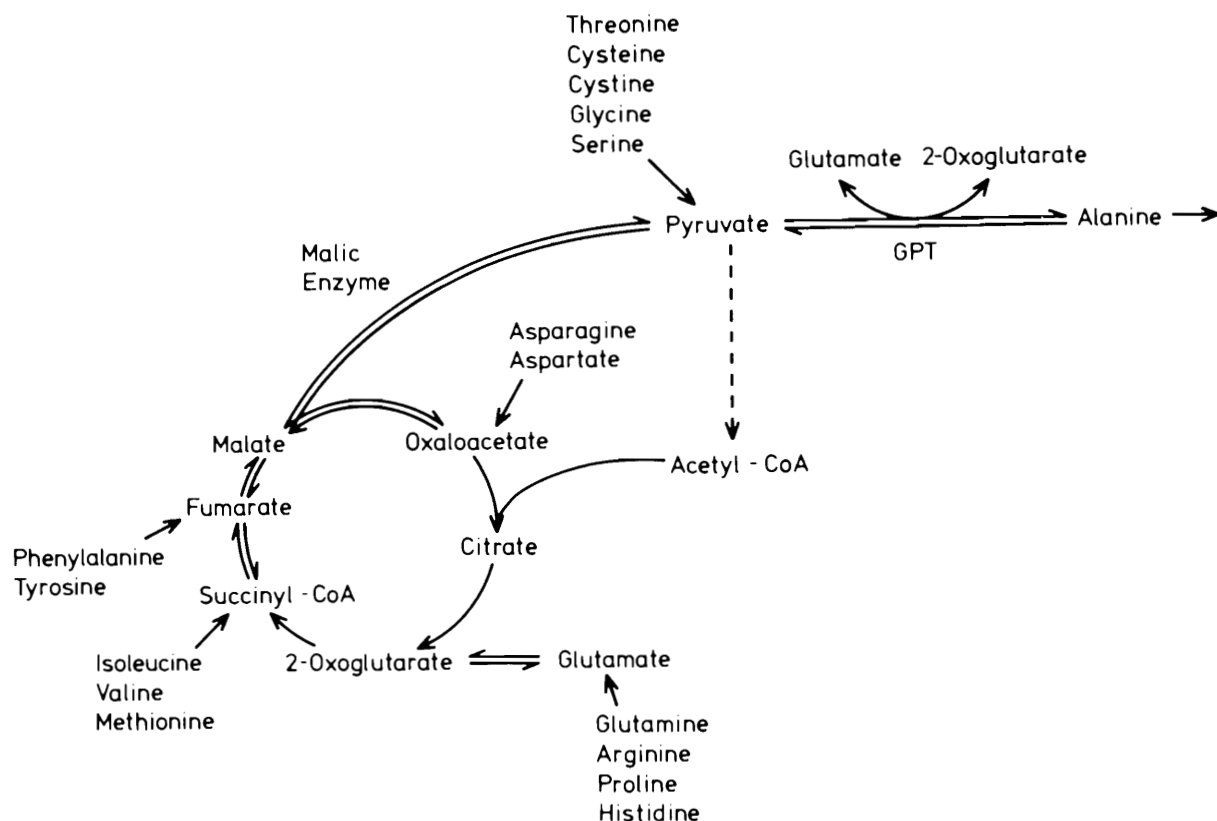 Threonine
Cysteine
Cystine
Glycine
Serine
Glutamate 2-Oxoglutarate
Pyruvate
Alanine
GPT
Malic
Enzyme
Asparagine
Aspartate
Malate
Oxaloacetate
Acetyl - CoA
Fumarate
Citrate
Phenylalanine
Tyrosine
Succinyl - CoA
2-Oxoglutarate
Glutamate
Isoleucine
Valine
Methionine
Glutamine
Arginine
Proline
Histidine